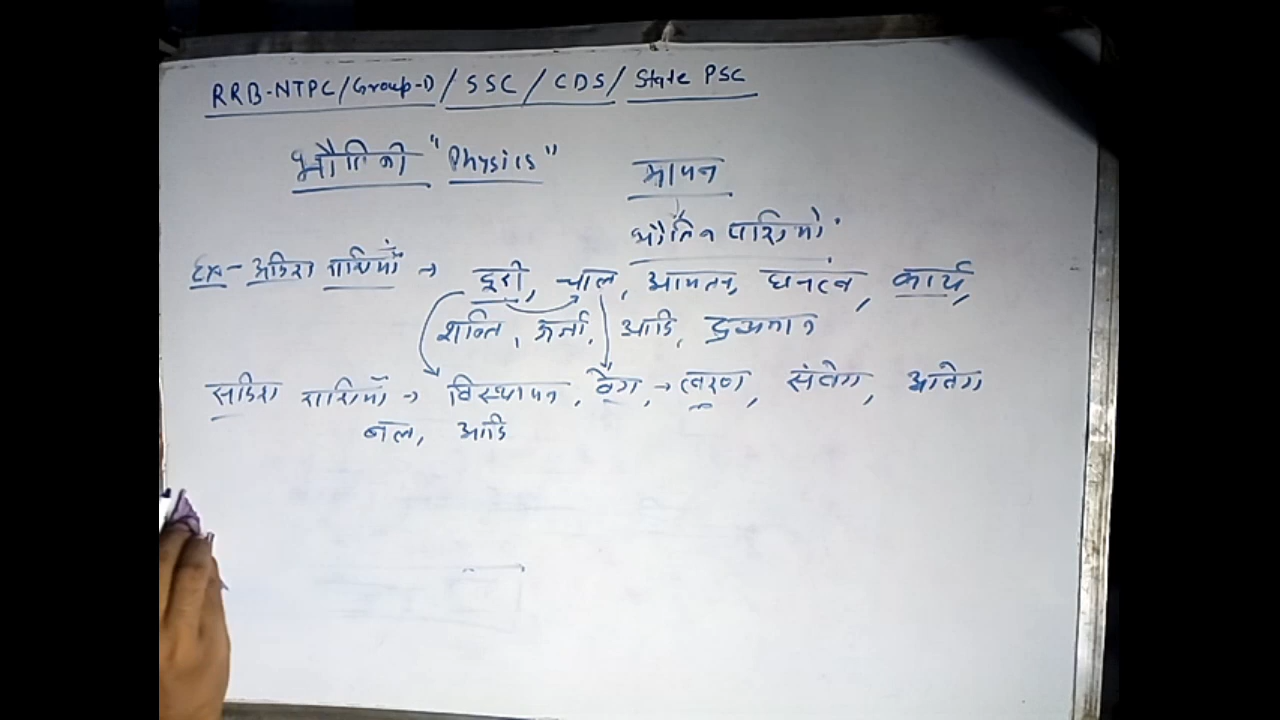 RRB-NTPC/Group-D/SSC/CDS/State PSC
भौतिकी "Physics" मापन
भौतिक राशियाँ
Ex- अदिश राशियाँ → दूरी, चाल, आयतन, घनत्व, कार्य,
शक्ति, ऊर्जा, आदि, द्रव्यमान
सदिश राशियाँ → विस्थापन, वेग, → त्वरण, संवेग, आवेग
बल, आदि